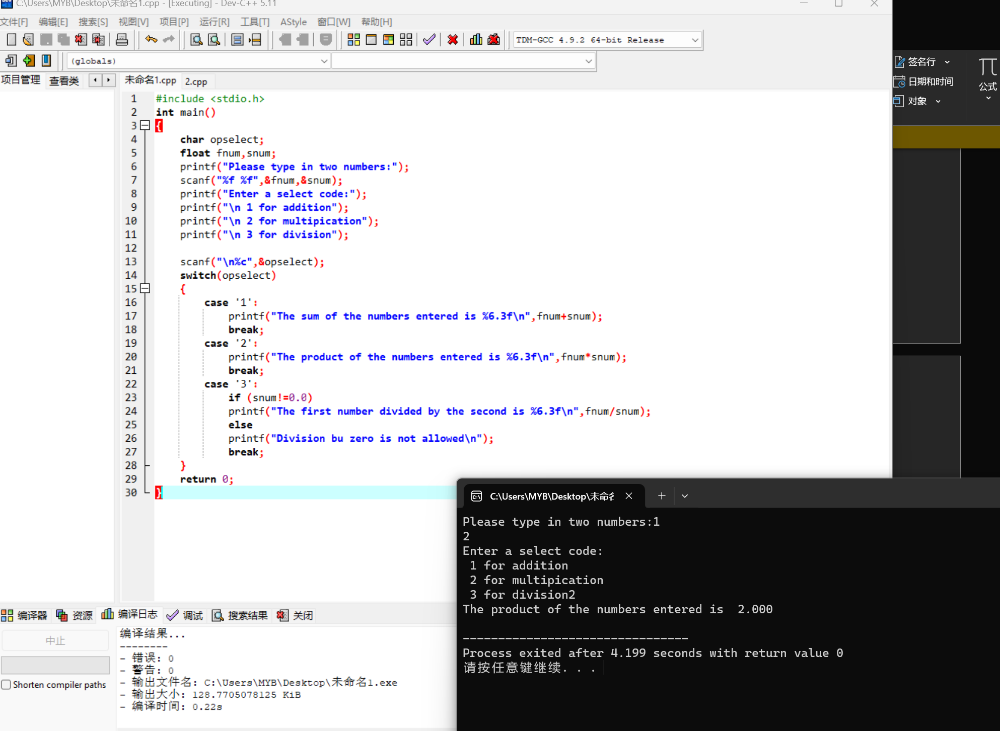 C:\Users\MYB\Desktop\未命名1.cpp - [Executing] - Dev-C++ 5.11
文件[F] 编辑[E] 搜索[S] 视图[V] 项目[P] 运行[R] 工具[T] AStyle 窗口[W] 帮助[H]
TDM-GCC 4.9.2 64-bit Release
(globals)
项目管理 查看类 未命名1.cpp 2.cpp
1 #include <stdio.h>
2 int main()
3 {
4 char opselect;
5 float fnum,snum;
6 printf("Please type in two numbers:");
7 scanf("%f %f",&fnum,&snum);
8 printf("Enter a select code:");
9 printf("\n 1 for addition");
10 printf("\n 2 for multipication");
11 printf("\n 3 for division");
12
13 scanf("\n%c",&opselect);
14 switch(opselect)
15 {
16 case '1':
17 printf("The sum of the numbers entered is %6.3f\n",fnum+snum);
18 break;
19 case '2':
20 printf("The product of the numbers entered is %6.3f\n",fnum*snum);
21 break;
22 case '3':
23 if (snum!=0.0)
24 printf("The first number divided by the second is %6.3f\n",fnum/snum);
25 else
26 printf("Division bu zero is not allowed\n");
27 break;
28 }
29 return 0;
30 }
签名行
日期和时间
对象
公式
编译器 资源 编译日志 调试 搜索结果 关闭
中止
Shorten compiler paths
编译结果...
--------
- 错误: 0
- 警告: 0
- 输出文件名: C:\Users\MYB\Desktop\未命名1.exe
- 输出大小: 128.7705078125 KiB
- 编译时间: 0.22s
C:\Users\MYB\Desktop\未命名
Please type in two numbers:1
2
Enter a select code:
1 for addition
2 for multipication
3 for division2
The product of the numbers entered is  2.000
--------------------------------
Process exited after 4.199 seconds with return value 0
请按任意键继续. . .